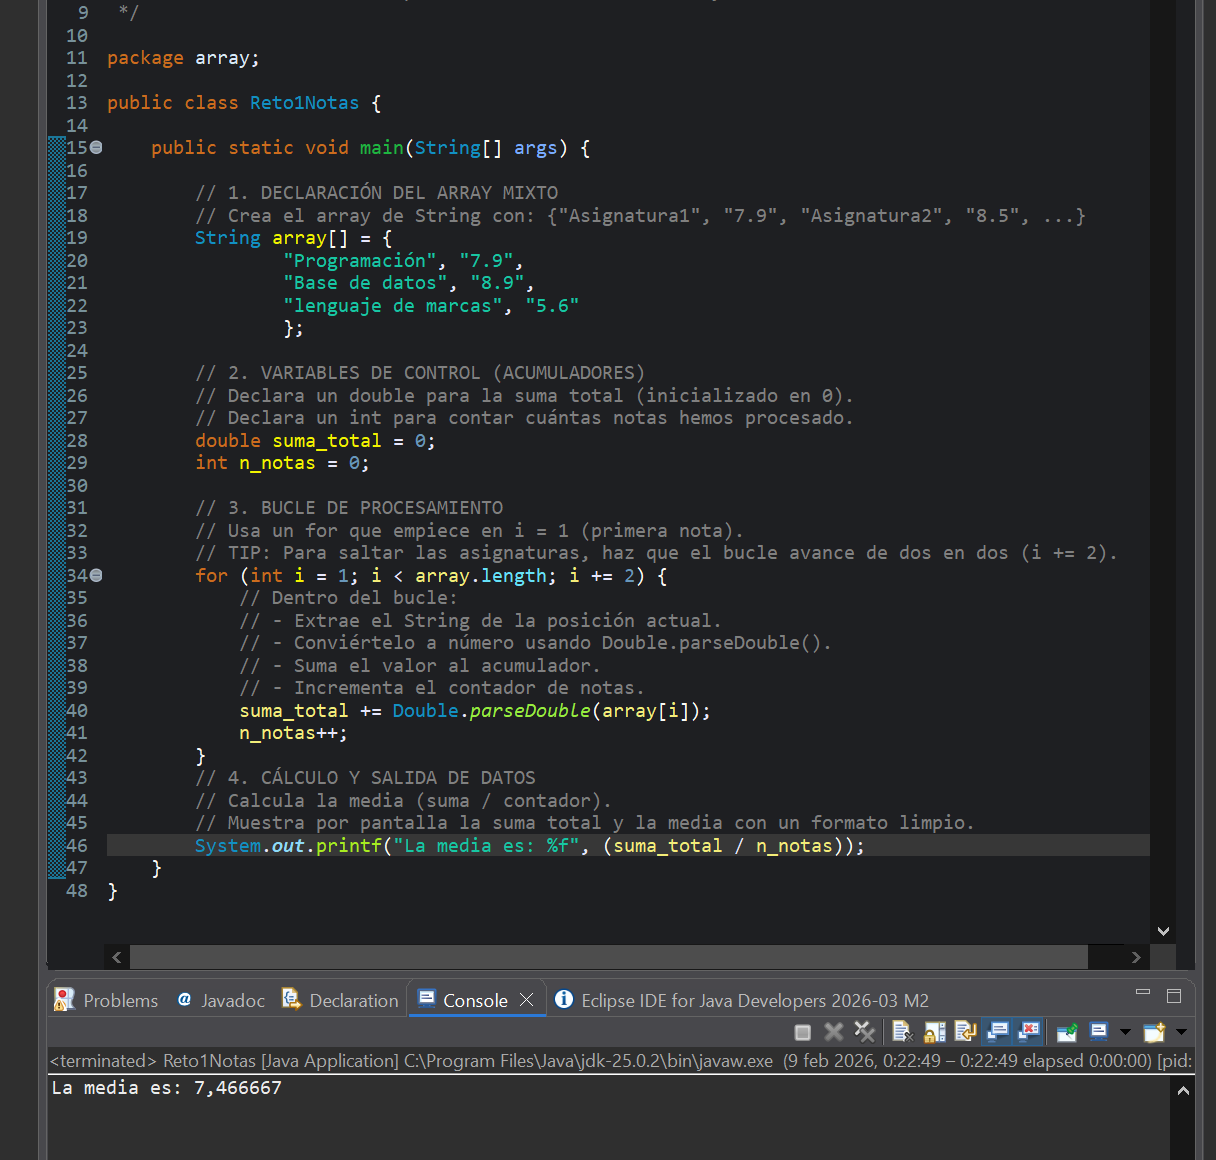 9 */
10
11 package array;
12
13 public class Reto1Notas {
14
15 public static void main(String[] args) {
16
17 // 1. DECLARACIÓN DEL ARRAY MIXTO
18 // Crea el array de String con: {"Asignatura1", "7.9", "Asignatura2", "8.5", ...}
19 String array[] = {
20 "Programación", "7.9",
21 "Base de datos", "8.9",
22 "lenguaje de marcas", "5.6"
23 };
24
25 // 2. VARIABLES DE CONTROL (ACUMULADORES)
26 // Declara un double para la suma total (inicializado en 0).
27 // Declara un int para contar cuántas notas hemos procesado.
28 double suma_total = 0;
29 int n_notas = 0;
30
31 // 3. BUCLE DE PROCESAMIENTO
32 // Usa un for que empiece en i = 1 (primera nota).
33 // TIP: Para saltar las asignaturas, haz que el bucle avance de dos en dos (i += 2).
34 for (int i = 1; i < array.length; i += 2) {
35 // Dentro del bucle:
36 // - Extrae el String de la posición actual.
37 // - Conviértelo a número usando Double.parseDouble().
38 // - Suma el valor al acumulador.
39 // - Incrementa el contador de notas.
40 suma_total += Double.parseDouble(array[i]);
41 n_notas++;
42 }
43 // 4. CÁLCULO Y SALIDA DE DATOS
44 // Calcula la media (suma / contador).
45 // Muestra por pantalla la suma total y la media con un formato limpio.
46 System.out.printf("La media es: %f", (suma_total / n_notas));
47 }
48 }
Problems @ Javadoc Declaration Console Eclipse IDE for Java Developers 2026-03 M2
<terminated> Reto1Notas [Java Application] C:\Program Files\Java\jdk-25.0.2\bin\javaw.exe (9 feb 2026, 0:22:49 – 0:22:49 elapsed 0:00:00) [pid:
La media es: 7,466667